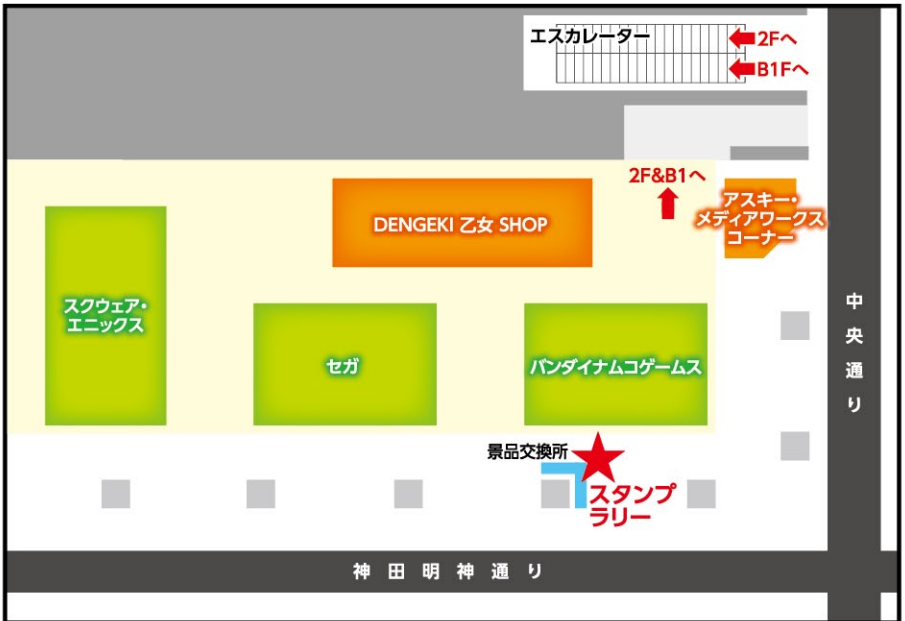 エスカレーター
2Fへ
B1Fへ
2F&B1へ
DENGEKI 乙女 SHOP
アスキー・
メディアワークス
コーナー
スクウェア・
エニックス
セガ
バンダイナムコゲームス
中央通り
景品交換所
スタンプ
ラリー
神田明神通り